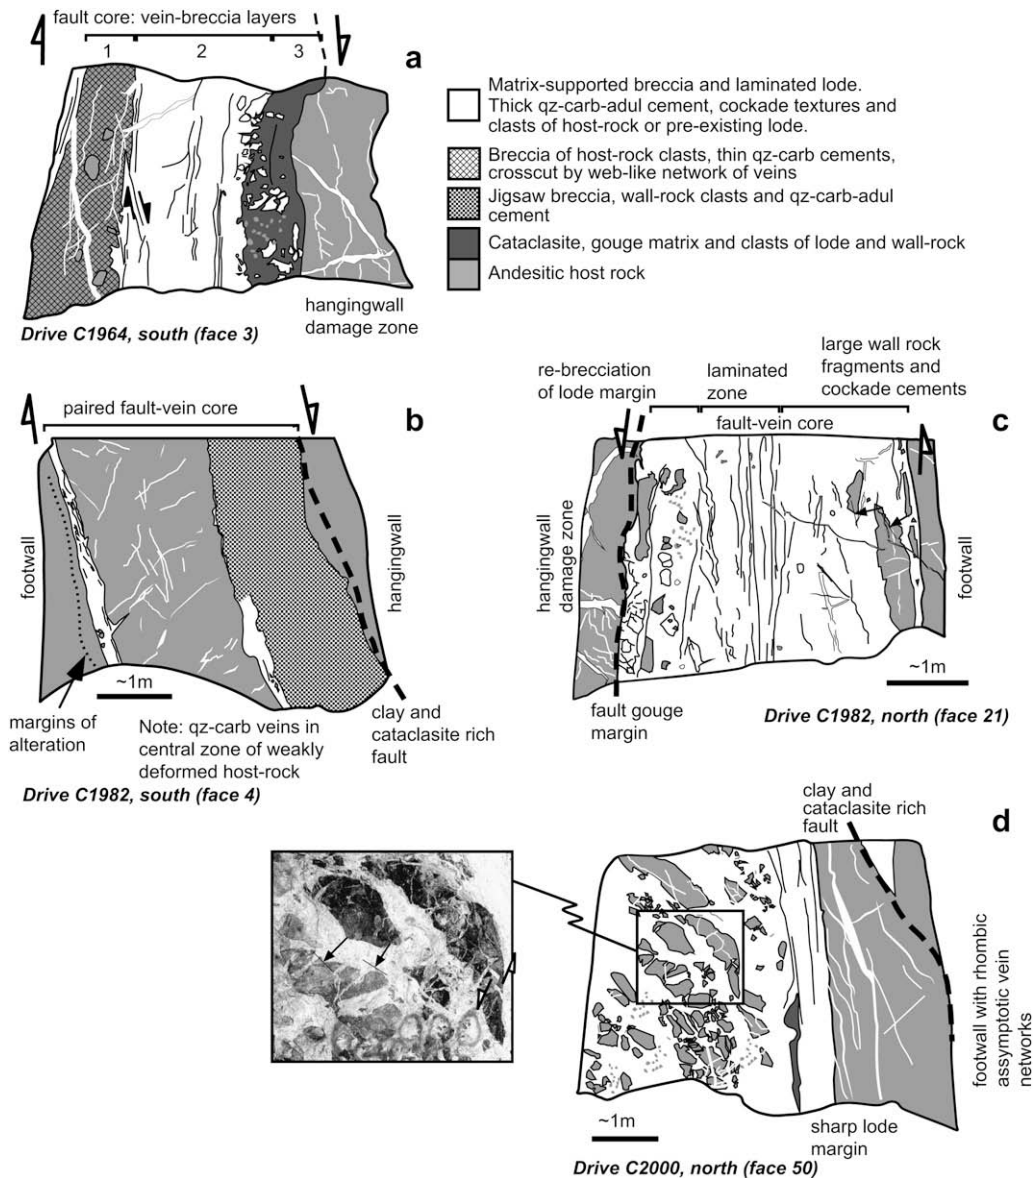 fault core: vein-breccia layers
1
2
3
a
Matrix-supported breccia and laminated lode.
Thick qz-carb-adul cement, cockade textures and
clasts of host-rock or pre-existing lode.
Breccia of host-rock clasts, thin qz-carb cements,
crosscut by web-like network of veins
Jigsaw breccia, wall-rock clasts and qz-carb-adul
cement
Cataclasite, gouge matrix and clasts of lode and wall-rock
Andesitic host rock
hangingwall
damage zone
Drive C1964, south (face 3)
paired fault-vein core
b
footwall
hangingwall
~1m
margins of
alteration
Note: qz-carb veins in
central zone of weakly
deformed host-rock
clay and
cataclasite rich
fault
Drive C1982, south (face 4)
re-brecciation
of lode margin
laminated
zone
large wall rock
fragments and
cockade cements
fault-vein core
c
hangingwall
damage zone
footwall
~1m
fault gouge
margin
Drive C1982, north (face 21)
clay and
cataclasite rich
fault
d
footwall with rhombic
assymptotic vein
networks
~1m
sharp lode
margin
Drive C2000, north (face 50)